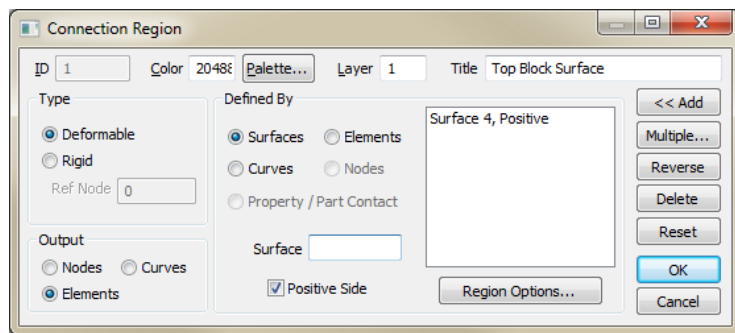 Connection Region
ID 1 Color 20488 Palette... Layer 1 Title Top Block Surface
Type
Deformable
Rigid
Ref Node 0
Output
Nodes Curves
Elements
Defined By
Surfaces Elements
Curves Nodes
Property / Part Contact
Surface
Positive Side
Surface 4, Positive
Region Options...
<< Add
Multiple...
Reverse
Delete
Reset
OK
Cancel